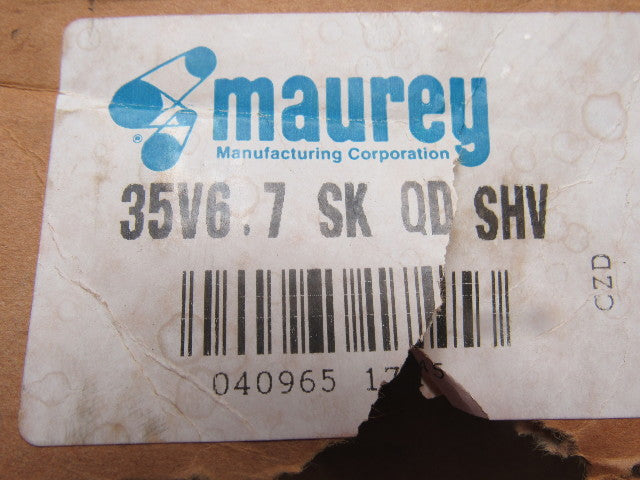 maurey
®
Manufacturing Corporation
35V6.7 SK QD SHV
CZD
040965